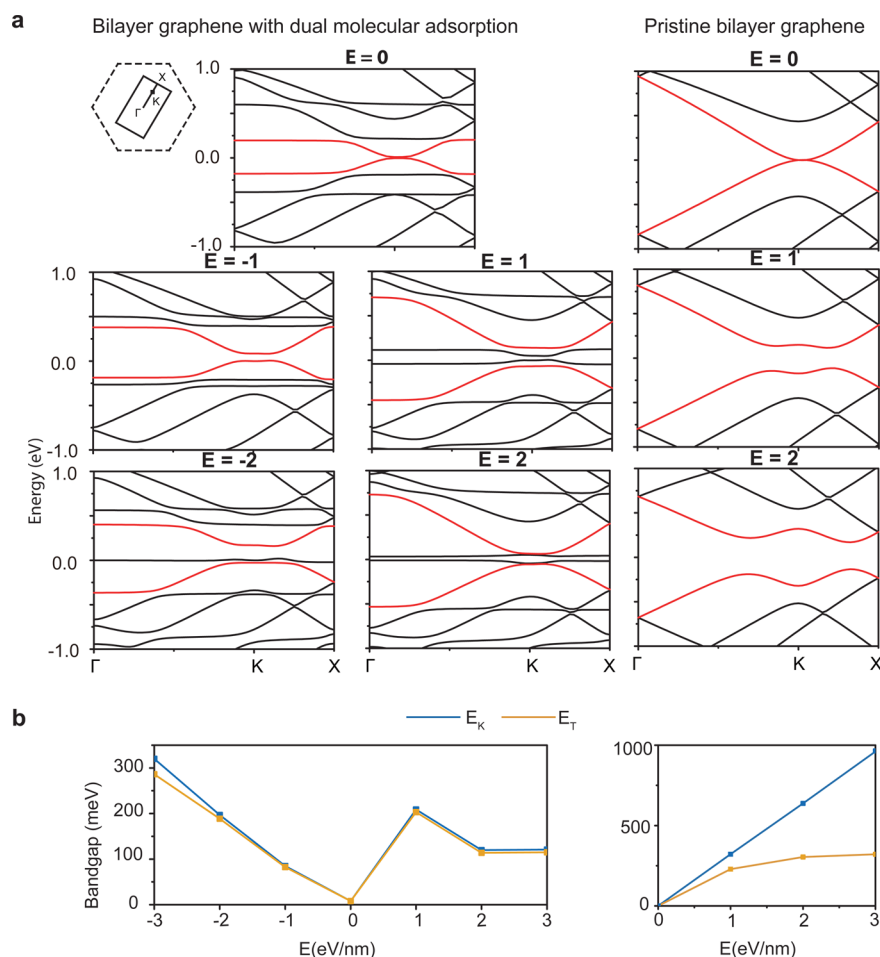 a
Bilayer graphene with dual molecular adsorption
Pristine bilayer graphene
E = 0
E = 0
X
K
Γ
1.0
0.0
-1.0
E = -1
E = 1
E = 1
1.0
0.0
-1.0
E = -2
E = 2
E = 2
1.0
0.0
-1.0
Energy (eV)
Γ K X
Γ K X
Γ K X
b
E_K E_T
300
200
100
0
Bandgap (meV)
-3 -2 -1 0 1 2 3
E(eV/nm)
1000
500
0
0 1 2 3
E(eV/nm)